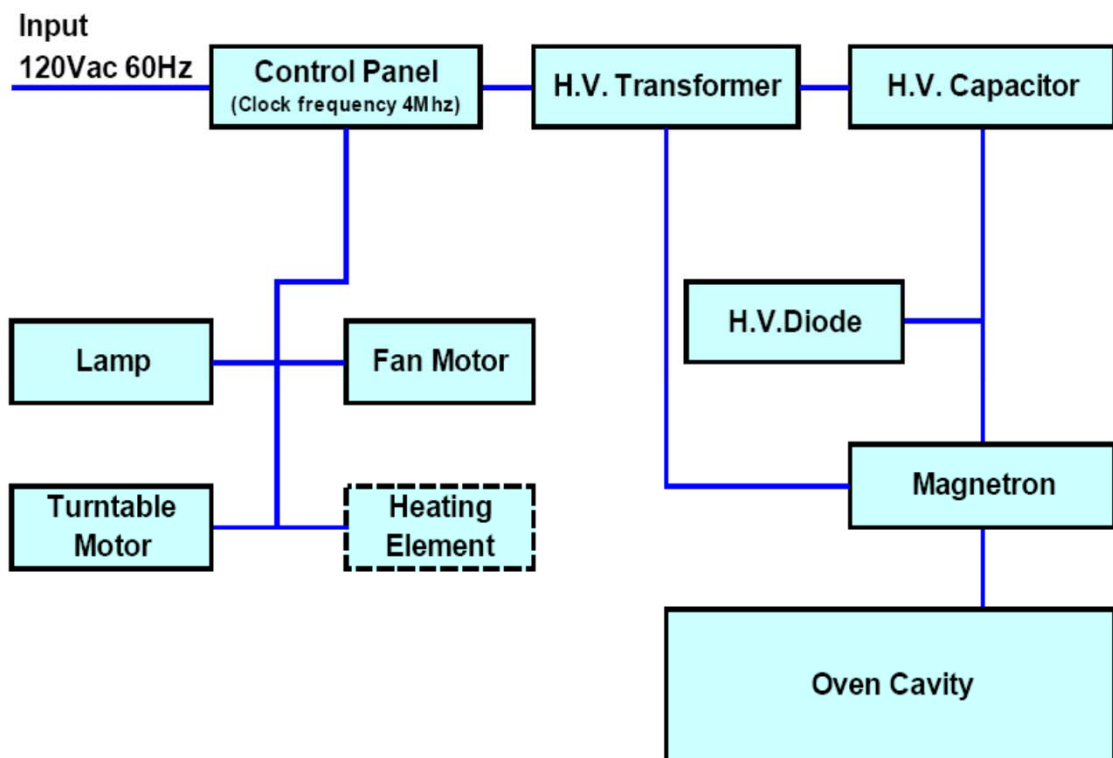 Input
120Vac 60Hz
Control Panel
(Clock frequency 4Mhz)
H.V. Transformer
H.V. Capacitor
H.V.Diode
Lamp
Fan Motor
Magnetron
Turntable
Motor
Heating
Element
Oven Cavity